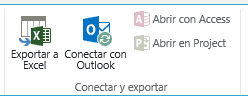 Exportar a
Excel
Conectar con
Outlook
Abrir con Access
Abrir en Project
Conectar y exportar